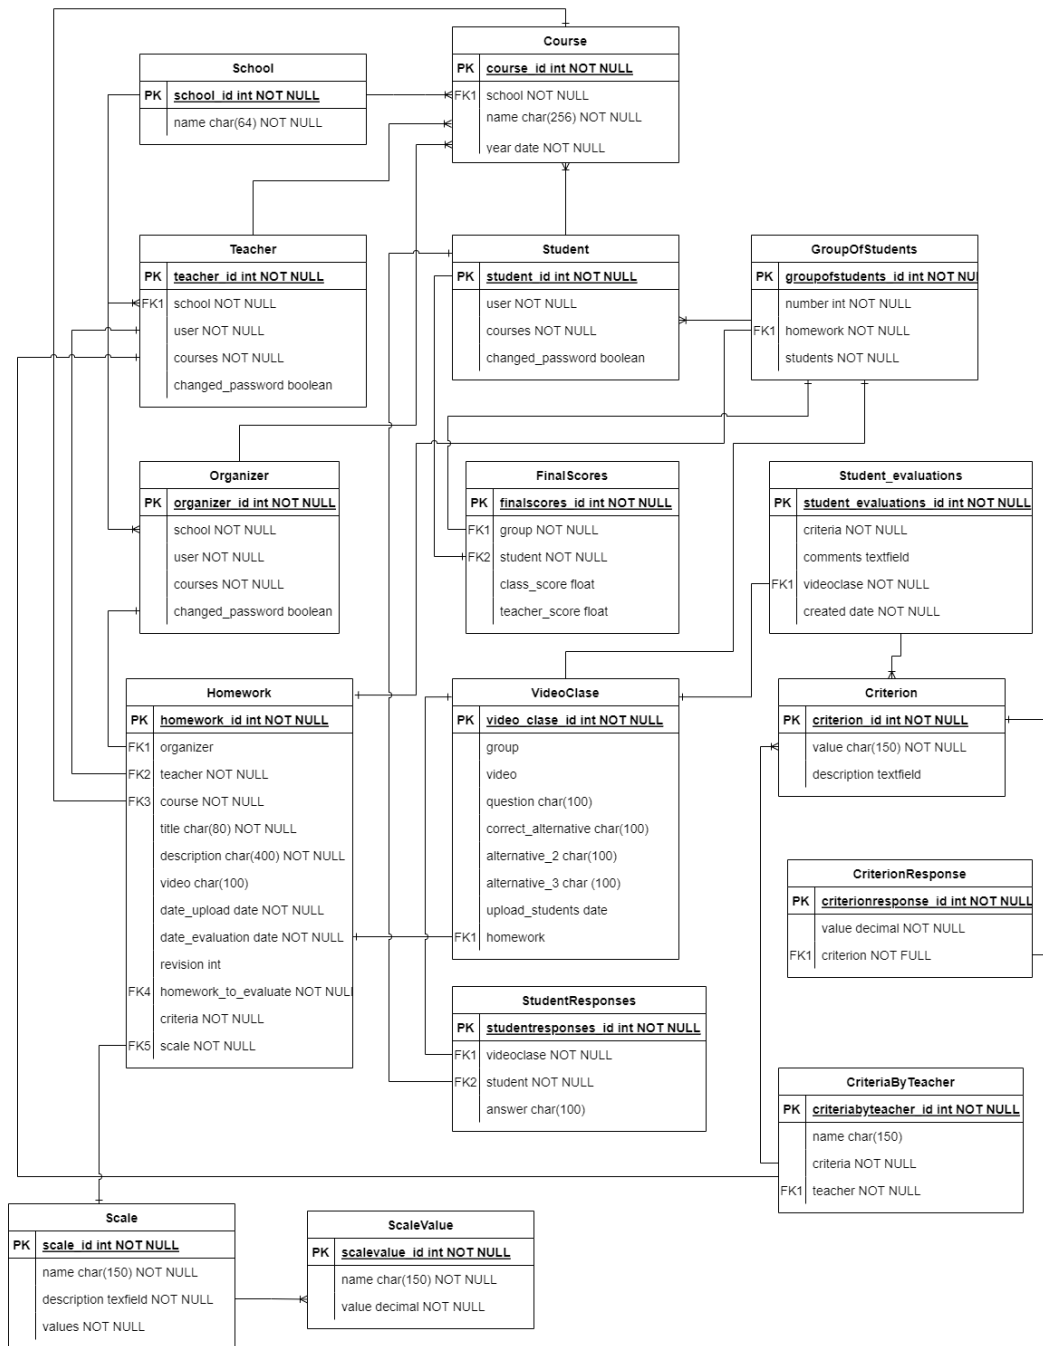 Course
PK course_id int NOT NULL
FK1 school NOT NULL
name char(256) NOT NULL
year date NOT NULL
School
PK school_id int NOT NULL
name char(64) NOT NULL
Teacher
PK teacher_id int NOT NULL
FK1 school NOT NULL
user NOT NULL
courses NOT NULL
changed_password boolean
Student
PK student_id int NOT NULL
user NOT NULL
courses NOT NULL
changed_password boolean
GroupOfStudents
PK groupofstudents_id int NOT NUL
number int NOT NULL
FK1 homework NOT NULL
students NOT NULL
Organizer
PK organizer_id int NOT NULL
school NOT NULL
user NOT NULL
courses NOT NULL
changed_password boolean
FinalScores
PK finalscores_id int NOT NULL
FK1 group NOT NULL
FK2 student NOT NULL
class_score float
teacher_score float
Student_evaluations
PK student_evaluations_id int NOT NULL
criteria NOT NULL
comments textfield
FK1 videoclase NOT NULL
created date NOT NULL
Homework
PK homework_id int NOT NULL
FK1 organizer
FK2 teacher NOT NULL
FK3 course NOT NULL
title char(80) NOT NULL
description char(400) NOT NULL
video char(100)
date_upload date NOT NULL
date_evaluation date NOT NULL
revision int
FK4 homework_to_evaluate NOT NULL
criteria NOT NULL
FK5 scale NOT NULL
VideoClase
PK video_clase_id int NOT NULL
group
video
question char(100)
correct_alternative char(100)
alternative_2 char(100)
alternative_3 char (100)
upload_students date
FK1 homework
Criterion
PK criterion_id int NOT NULL
value char(150) NOT NULL
description textfield
CriterionResponse
PK criterionresponse_id int NOT NULL
value decimal NOT NULL
FK1 criterion NOT FULL
StudentResponses
PK studentresponses_id int NOT NULL
FK1 videoclase NOT NULL
FK2 student NOT NULL
answer char(100)
CriteriaByTeacher
PK criteriabyteacher_id int NOT NULL
name char(150)
criteria NOT NULL
FK1 teacher NOT NULL
Scale
PK scale_id int NOT NULL
name char(150) NOT NULL
description texfield NOT NULL
values NOT NULL
ScaleValue
PK scalevalue_id int NOT NULL
name char(150) NOT NULL
value decimal NOT NULL